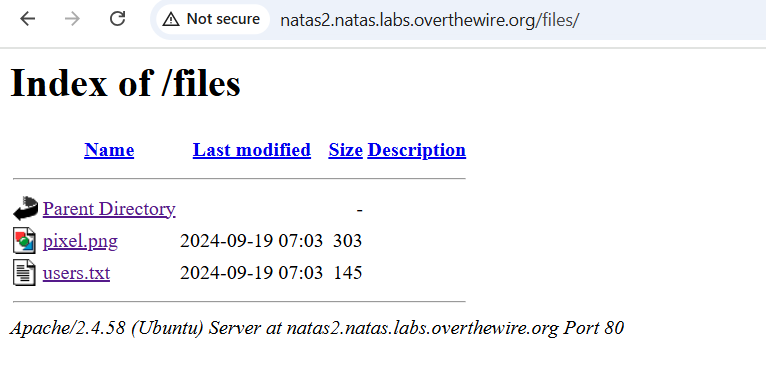 Not secure natas2.natas.labs.overthewire.org/files/
Index of /files
Name Last modified Size Description
Parent Directory -
pixel.png 2024-09-19 07:03 303
users.txt 2024-09-19 07:03 145
Apache/2.4.58 (Ubuntu) Server at natas2.natas.labs.overthewire.org Port 80